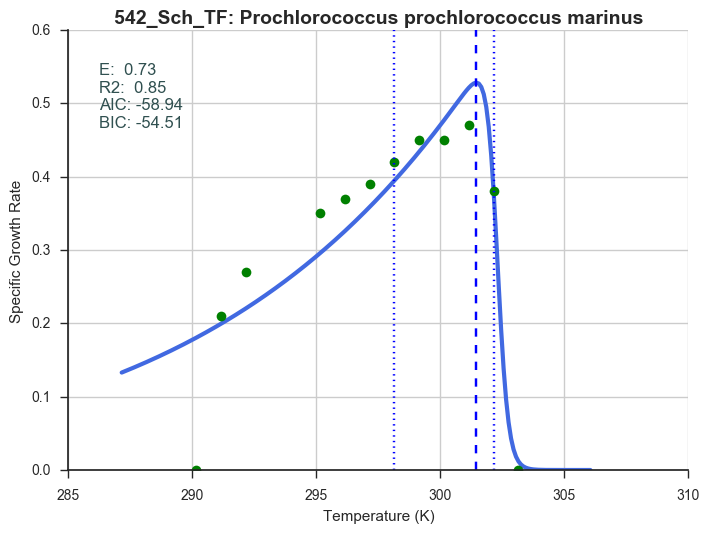 542_Sch_TF: Prochlorococcus prochlorococcus marinus
0.6
E: 0.73
R2: 0.85
AIC: -58.94
BIC: -54.51
0.5
0.4
0.3
0.2
0.1
0.0
Specific Growth Rate
285 290 295 300 305 310
Temperature (K)